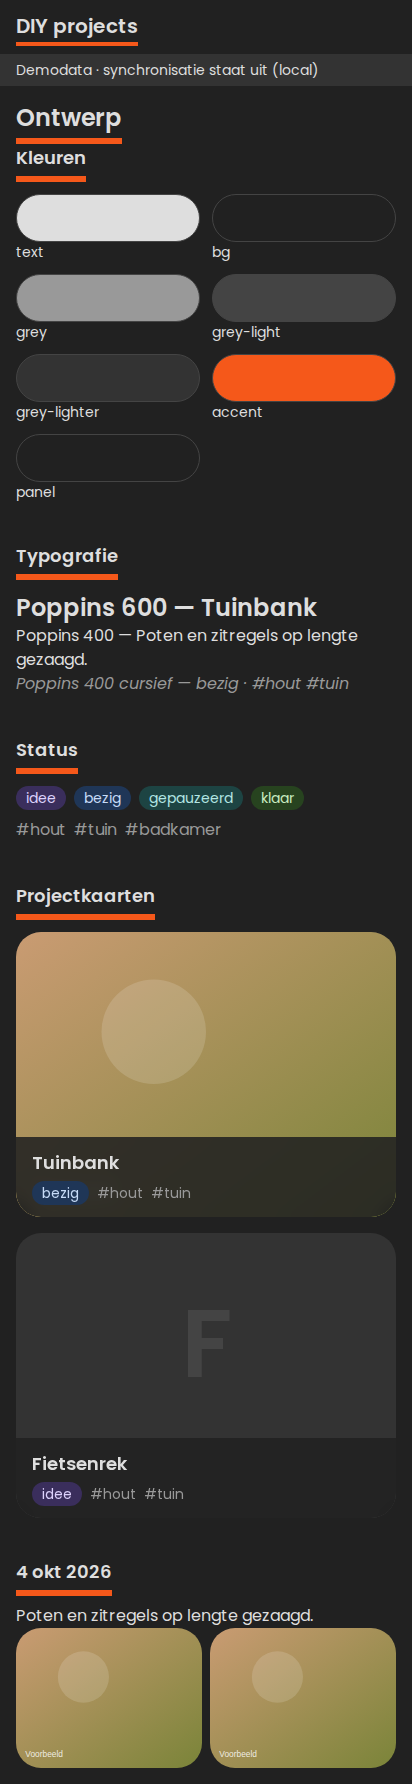 DIY projects
Demodata · synchronisatie staat uit (local)
Ontwerp
Kleuren
text
bg
grey
grey-light
grey-lighter
accent
panel
Typografie
Poppins 600 — Tuinbank
Poppins 400 — Poten en zitregels op lengte
gezaagd.
Poppins 400 cursief — bezig · #hout #tuin
Status
idee bezig gepauzeerd klaar
#hout #tuin #badkamer
Projectkaarten
Tuinbank
bezig #hout #tuin
F
Fietsenrek
idee #hout #tuin
4 okt 2026
Poten en zitregels op lengte gezaagd.
Voorbeeld
Voorbeeld